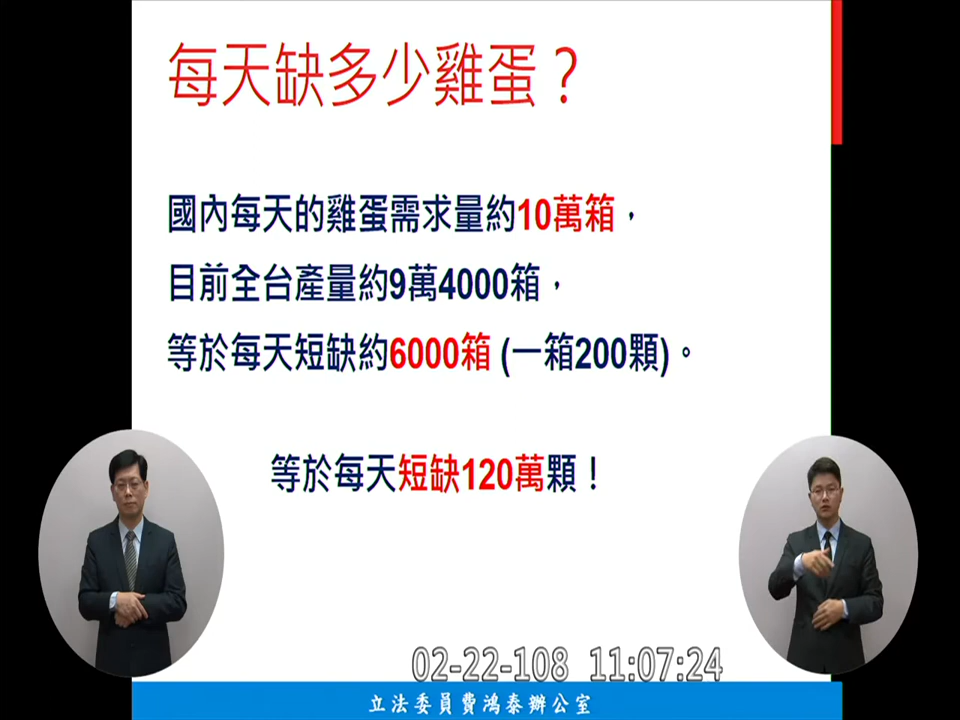 每天缺多少雞蛋？
國內每天的雞蛋需求量約10萬箱，
目前全台產量約9萬4000箱，
等於每天短缺約6000箱 (一箱200顆)。
等於每天短缺120萬顆！
02-22-108 11:07:24
立法委員費鴻泰辦公室